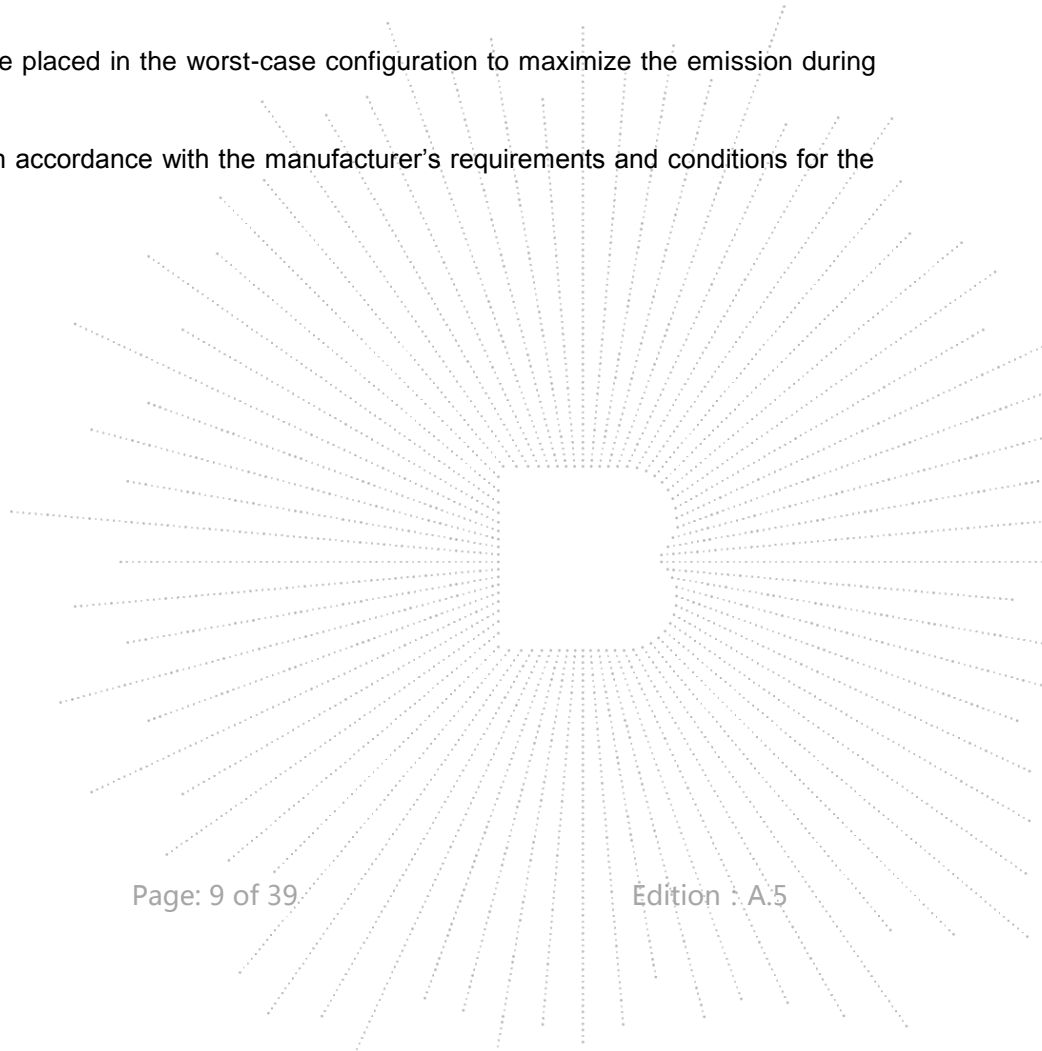 e placed in the worst-case configuration to maximize the emission during
accordance with the manufacturer's requirements and conditions for the
Page: 9 of 39 Edition : A.5